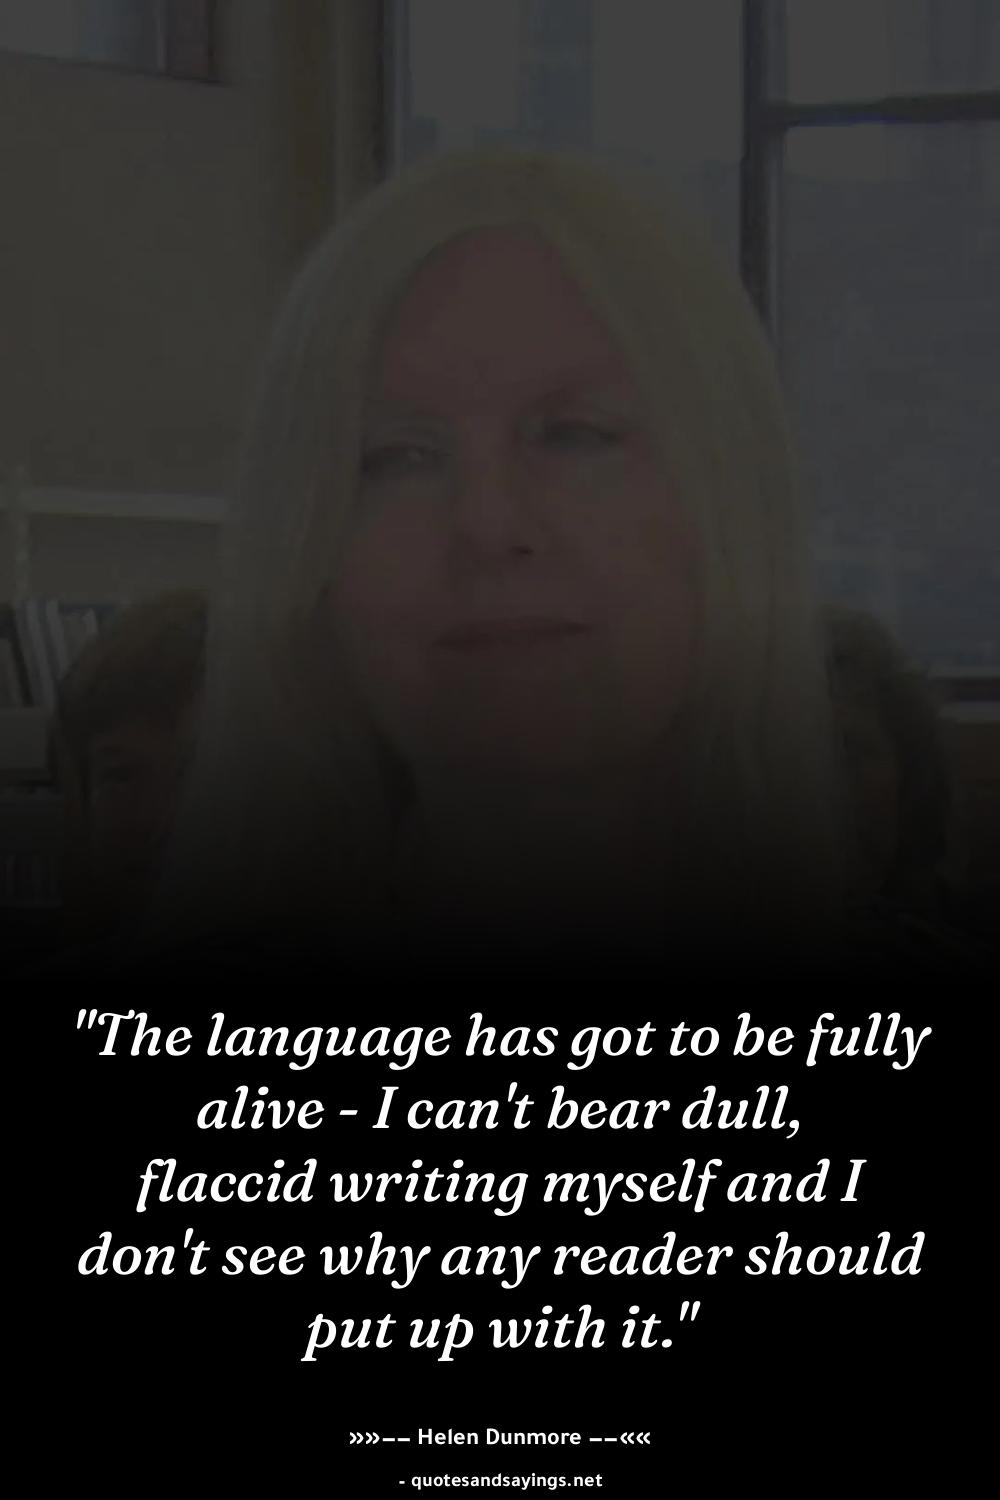 "The language has got to be fully
alive - I can't bear dull,
flaccid writing myself and I
don't see why any reader should
put up with it."
»»–– Helen Dunmore ––««
- quotesandsayings.net